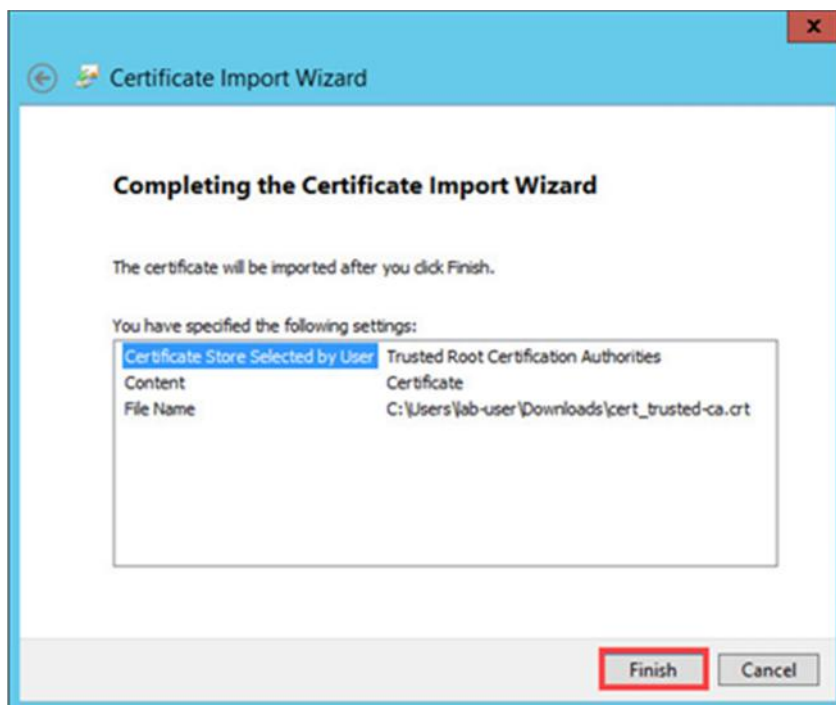 x
Certificate Import Wizard
Completing the Certificate Import Wizard
The certificate will be imported after you click Finish.
You have specified the following settings:
Certificate Store Selected by User Trusted Root Certification Authorities
Content Certificate
File Name C:\Users\lab-user\Downloads\cert_trusted-ca.crt
Finish Cancel